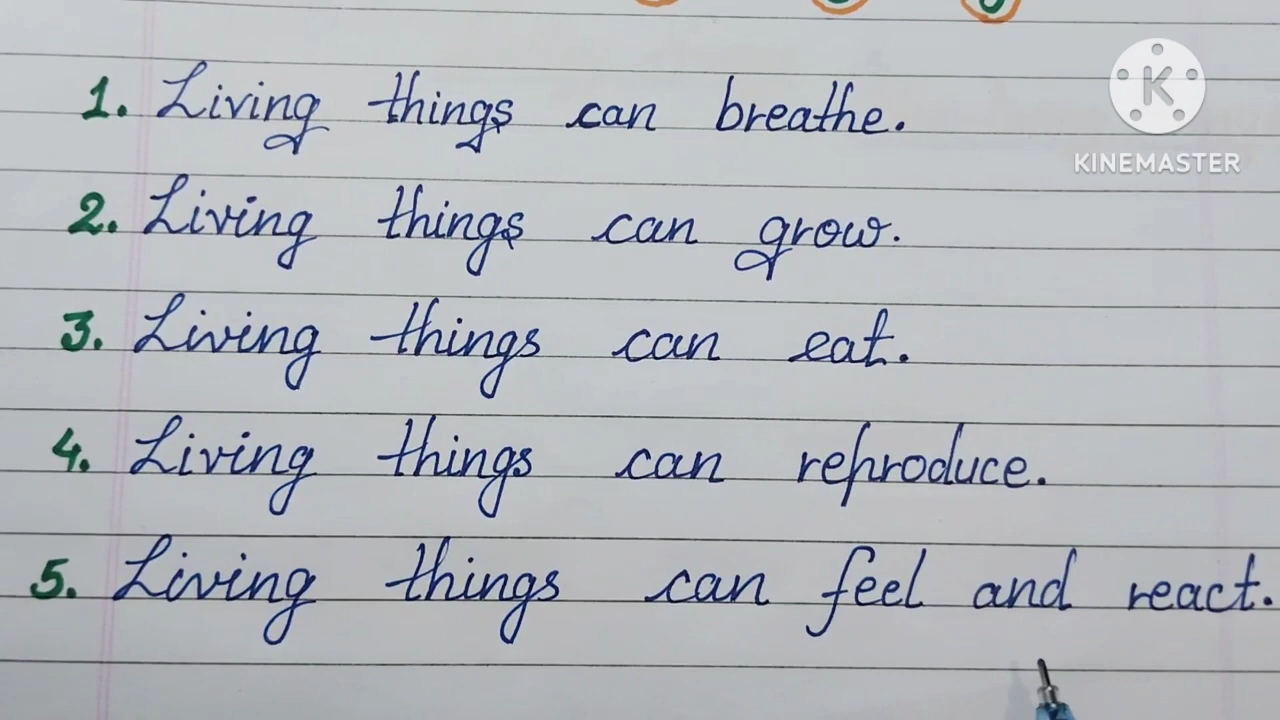 1. Living things can breathe.
KINEMASTER
2. Living things can grow.
3. Living things can eat.
4. Living things can reproduce.
5. Living things can feel and react.